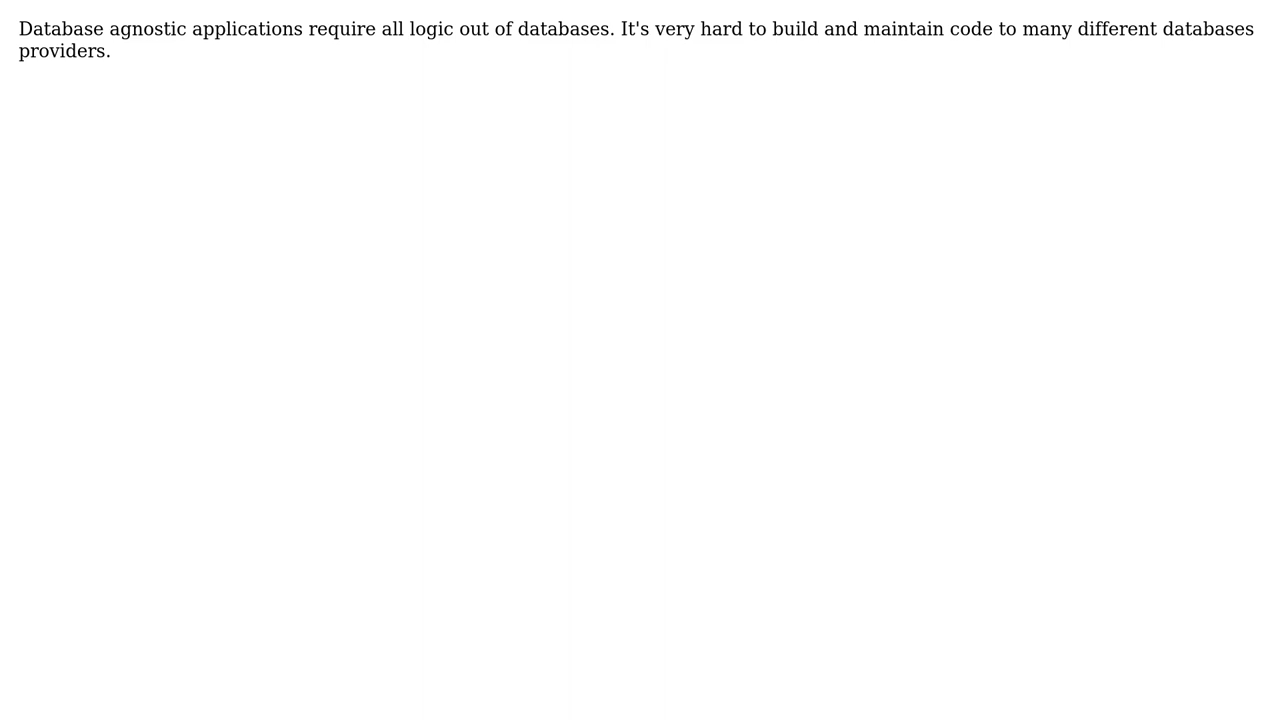 Database agnostic applications require all logic out of databases. It's very hard to build and maintain code to many different databases
providers.